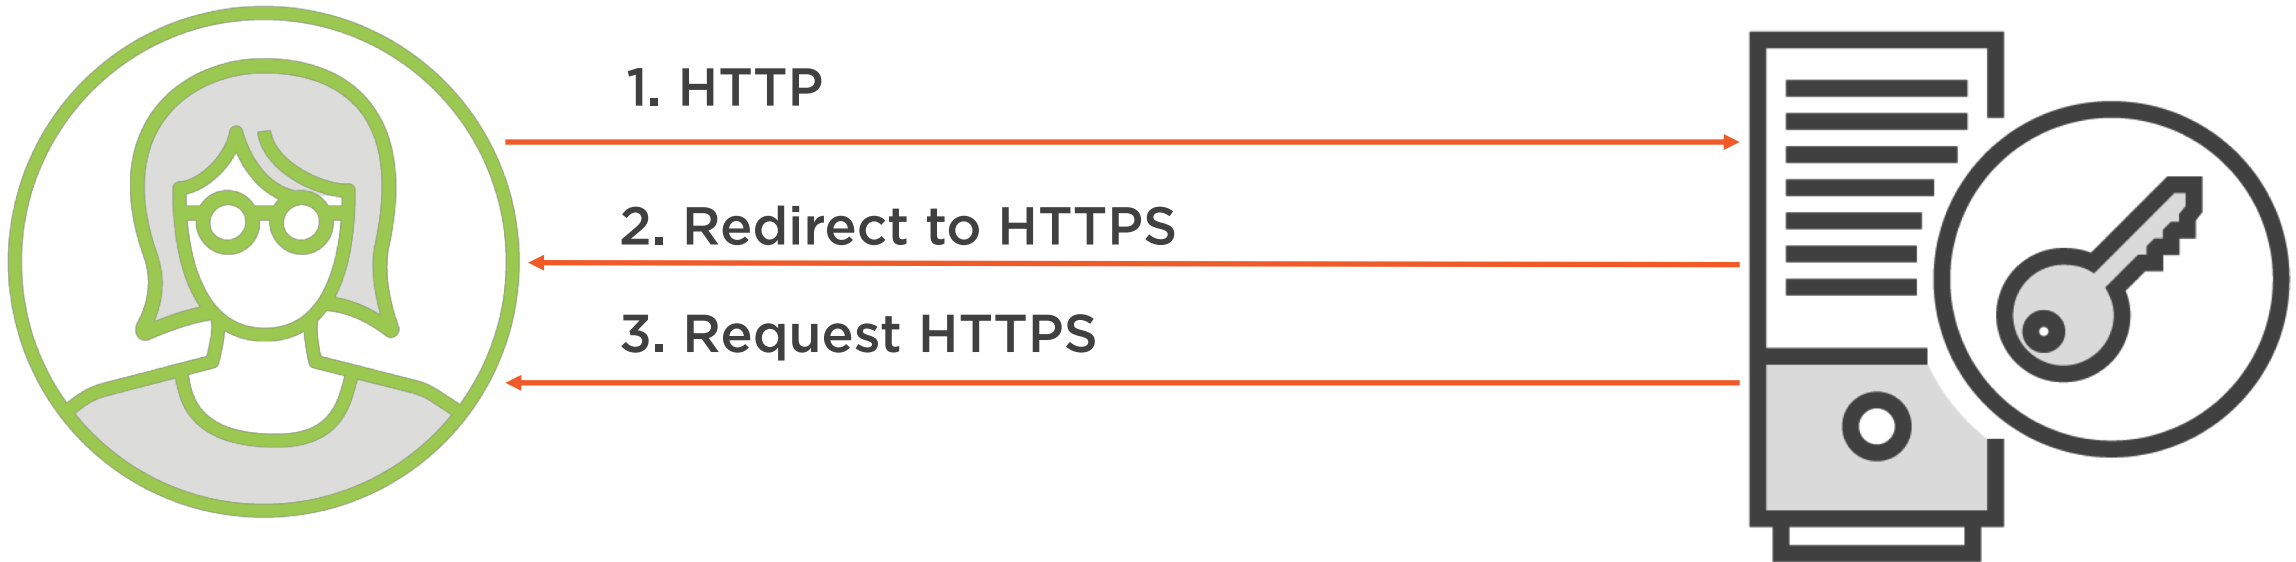 1. HTTP
2. Redirect to HTTPS
3. Request HTTPS